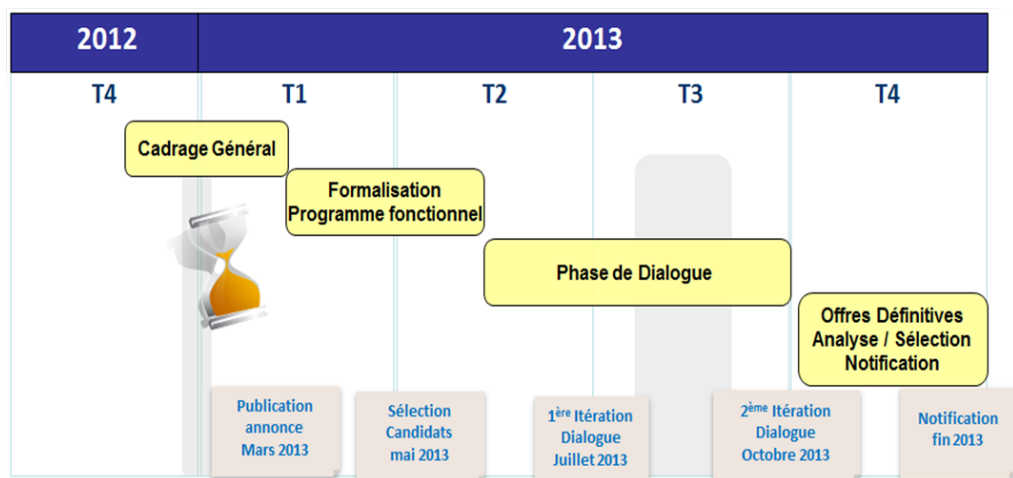 2012
2013
T4
T1
T2
T3
T4
Cadrage Général
Formalisation
Programme fonctionnel
Phase de Dialogue
Offres Définitives
Analyse / Sélection
Notification
Publication
annonce
Mars 2013
Sélection
Candidats
mai 2013
1ère Itération
Dialogue
Juillet 2013
2ème Itération
Dialogue
Octobre 2013
Notification
fin 2013